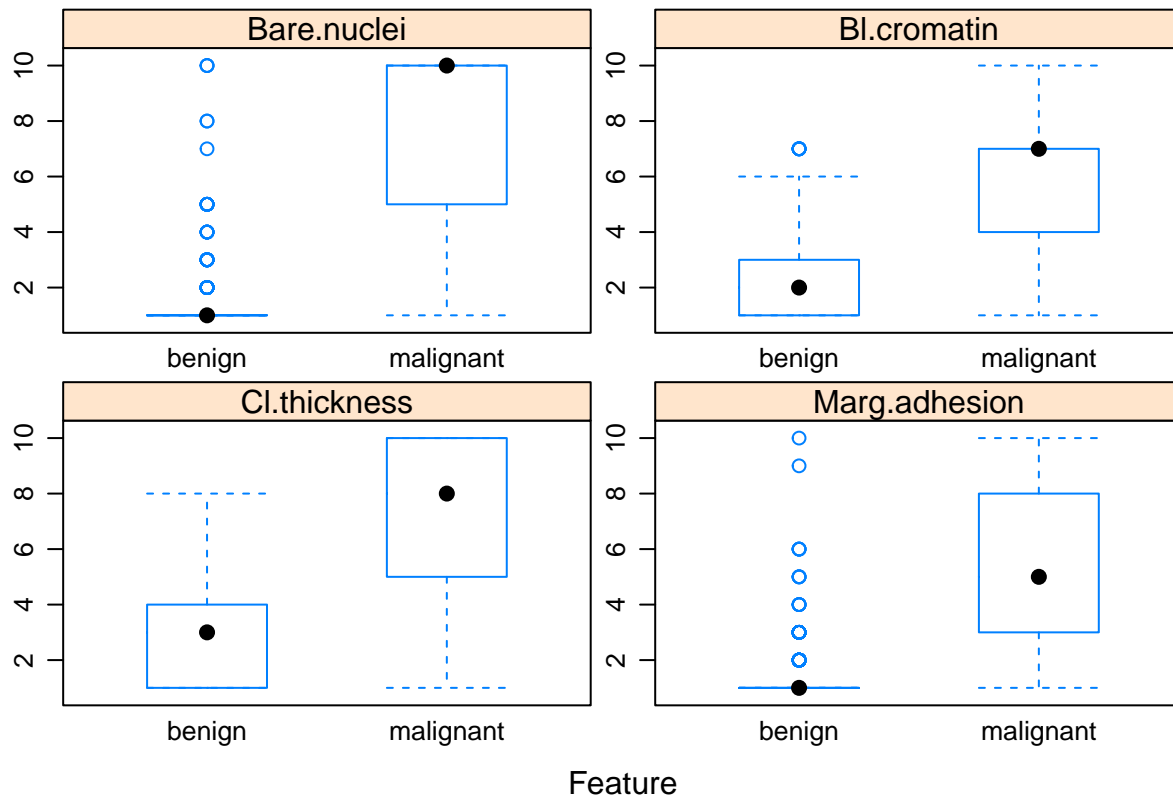 Bare.nuclei
Bl.cromatin
10
8
6
4
2
10
8
6
4
2
benign
malignant
benign
malignant
Cl.thickness
Marg.adhesion
10
8
6
4
2
10
8
6
4
2
benign
malignant
benign
malignant
Feature